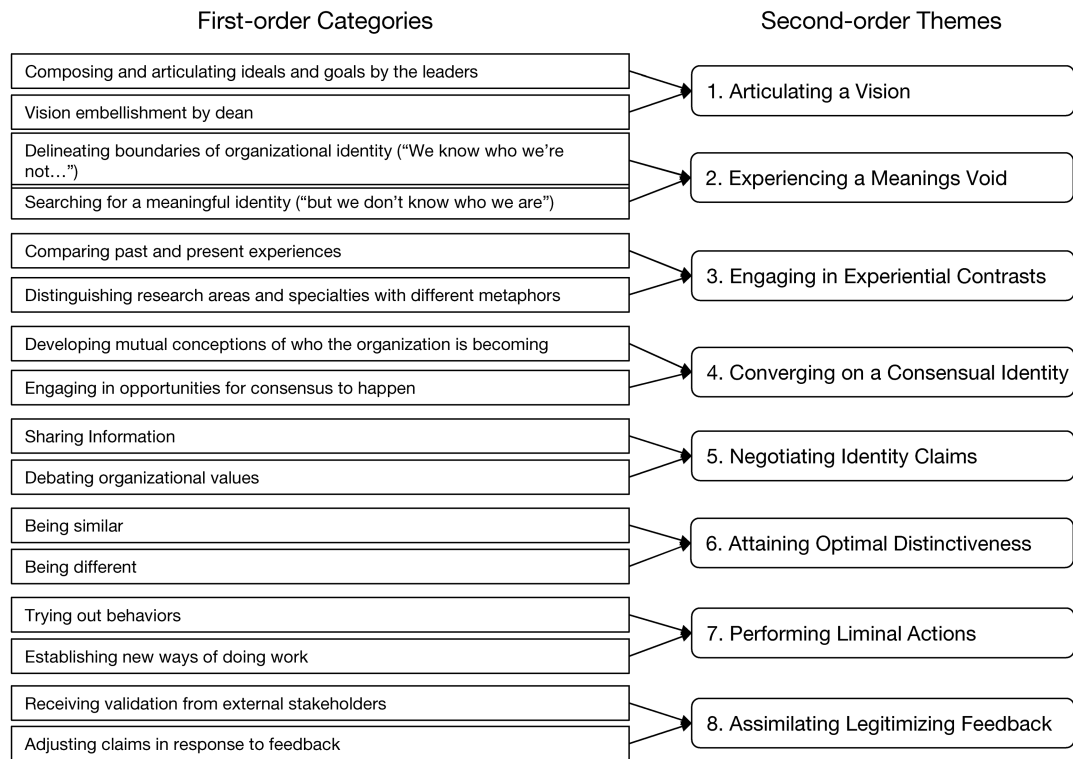 First-order Categories
Second-order Themes
Composing and articulating ideals and goals by the leaders
Vision embellishment by dean
1. Articulating a Vision
Delineating boundaries of organizational identity (“We know who we’re
not…”)
Searching for a meaningful identity (“but we don’t know who we are”)
2. Experiencing a Meanings Void
Comparing past and present experiences
Distinguishing research areas and specialties with different metaphors
3. Engaging in Experiential Contrasts
Developing mutual conceptions of who the organization is becoming
Engaging in opportunities for consensus to happen
4. Converging on a Consensual Identity
Sharing Information
Debating organizational values
5. Negotiating Identity Claims
Being similar
Being different
6. Attaining Optimal Distinctiveness
Trying out behaviors
Establishing new ways of doing work
7. Performing Liminal Actions
Receiving validation from external stakeholders
Adjusting claims in response to feedback
8. Assimilating Legitimizing Feedback